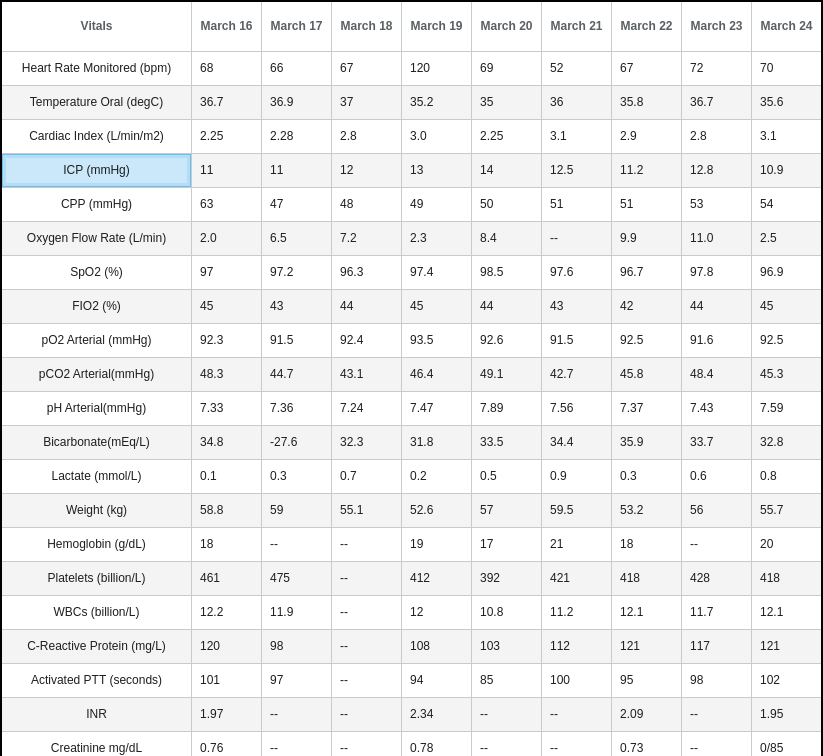 Vitals March 16 March 17 March 18 March 19 March 20 March 21 March 22 March 23 March 24
Heart Rate Monitored (bpm) 68 66 67 120 69 52 67 72 70
Temperature Oral (degC) 36.7 36.9 37 35.2 35 36 35.8 36.7 35.6
Cardiac Index (L/min/m2) 2.25 2.28 2.8 3.0 2.25 3.1 2.9 2.8 3.1
ICP (mmHg) 11 11 12 13 14 12.5 11.2 12.8 10.9
CPP (mmHg) 63 47 48 49 50 51 51 53 54
Oxygen Flow Rate (L/min) 2.0 6.5 7.2 2.3 8.4 -- 9.9 11.0 2.5
SpO2 (%) 97 97.2 96.3 97.4 98.5 97.6 96.7 97.8 96.9
FIO2 (%) 45 43 44 45 44 43 42 44 45
pO2 Arterial (mmHg) 92.3 91.5 92.4 93.5 92.6 91.5 92.5 91.6 92.5
pCO2 Arterial(mmHg) 48.3 44.7 43.1 46.4 49.1 42.7 45.8 48.4 45.3
pH Arterial(mmHg) 7.33 7.36 7.24 7.47 7.89 7.56 7.37 7.43 7.59
Bicarbonate(mEq/L) 34.8 -27.6 32.3 31.8 33.5 34.4 35.9 33.7 32.8
Lactate (mmol/L) 0.1 0.3 0.7 0.2 0.5 0.9 0.3 0.6 0.8
Weight (kg) 58.8 59 55.1 52.6 57 59.5 53.2 56 55.7
Hemoglobin (g/dL) 18 -- -- 19 17 21 18 -- 20
Platelets (billion/L) 461 475 -- 412 392 421 418 428 418
WBCs (billion/L) 12.2 11.9 -- 12 10.8 11.2 12.1 11.7 12.1
C-Reactive Protein (mg/L) 120 98 -- 108 103 112 121 117 121
Activated PTT (seconds) 101 97 -- 94 85 100 95 98 102
INR 1.97 -- -- 2.34 -- -- 2.09 -- 1.95
Creatinine mg/dL 0.76 -- -- 0.78 -- -- 0.73 -- 0/85